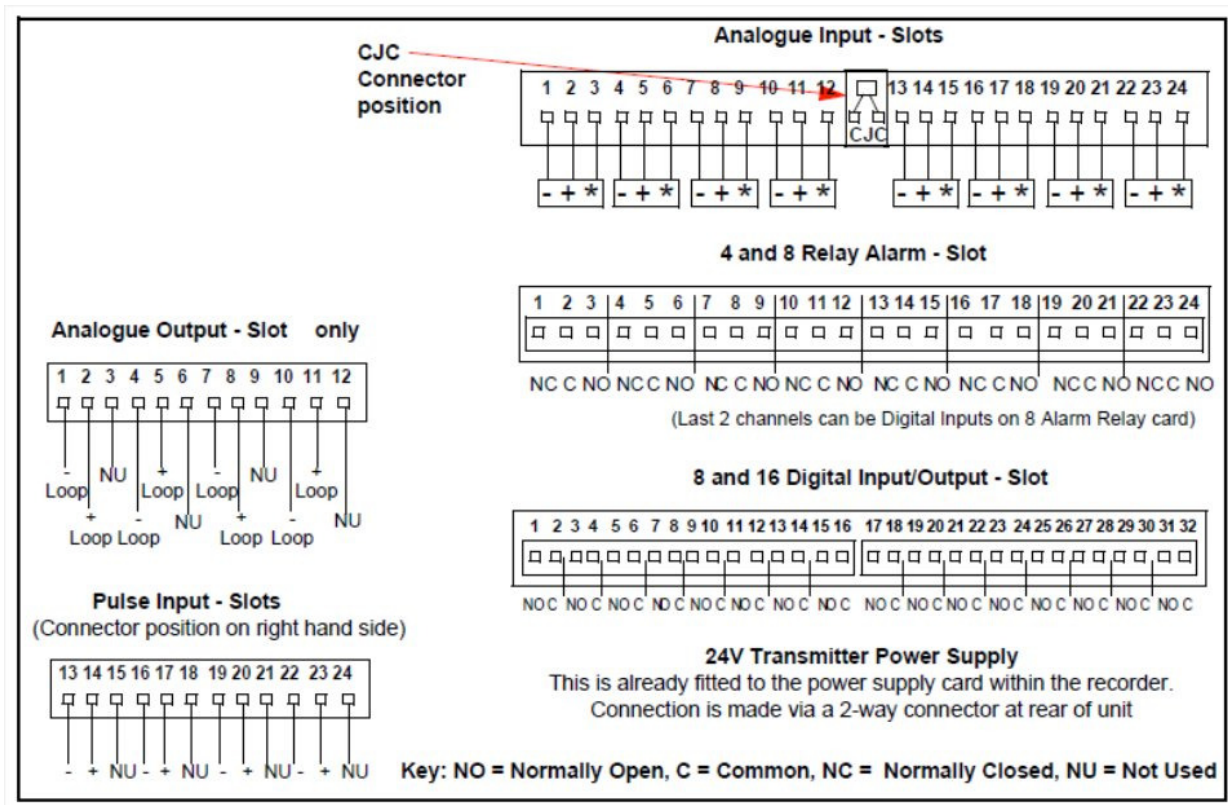 Analogue Input - Slots
CJC
Connector
position
1 2 3 4 5 6 7 8 9 10 11 12 13 14 15 16 17 18 19 20 21 22 23 24
CJC
- + * - + * - + * - + * - + * - + * - + * - + *
4 and 8 Relay Alarm - Slot
1 2 3 4 5 6 7 8 9 10 11 12 13 14 15 16 17 18 19 20 21 22 23 24
NC C NO NC C NO NC C NO NC C NO NC C NO NC C NO NC C NO NC C NO
(Last 2 channels can be Digital Inputs on 8 Alarm Relay card)
Analogue Output - Slot only
1 2 3 4 5 6 7 8 9 10 11 12
- NU + - NU +
Loop Loop Loop Loop
+ - NU + - NU
Loop Loop Loop Loop
8 and 16 Digital Input/Output - Slot
1 2 3 4 5 6 7 8 9 10 11 12 13 14 15 16 17 18 19 20 21 22 23 24 25 26 27 28 29 30 31 32
NO C NO C NO C NO C NO C NO C NO C NO C NO C NO C NO C NO C NO C NO C NO C NO C
Pulse Input - Slots
(Connector position on right hand side)
13 14 15 16 17 18 19 20 21 22 23 24
- + NU - + NU - + NU - + NU
24V Transmitter Power Supply
This is already fitted to the power supply card within the recorder.
Connection is made via a 2-way connector at rear of unit
Key: NO = Normally Open, C = Common, NC = Normally Closed, NU = Not Used